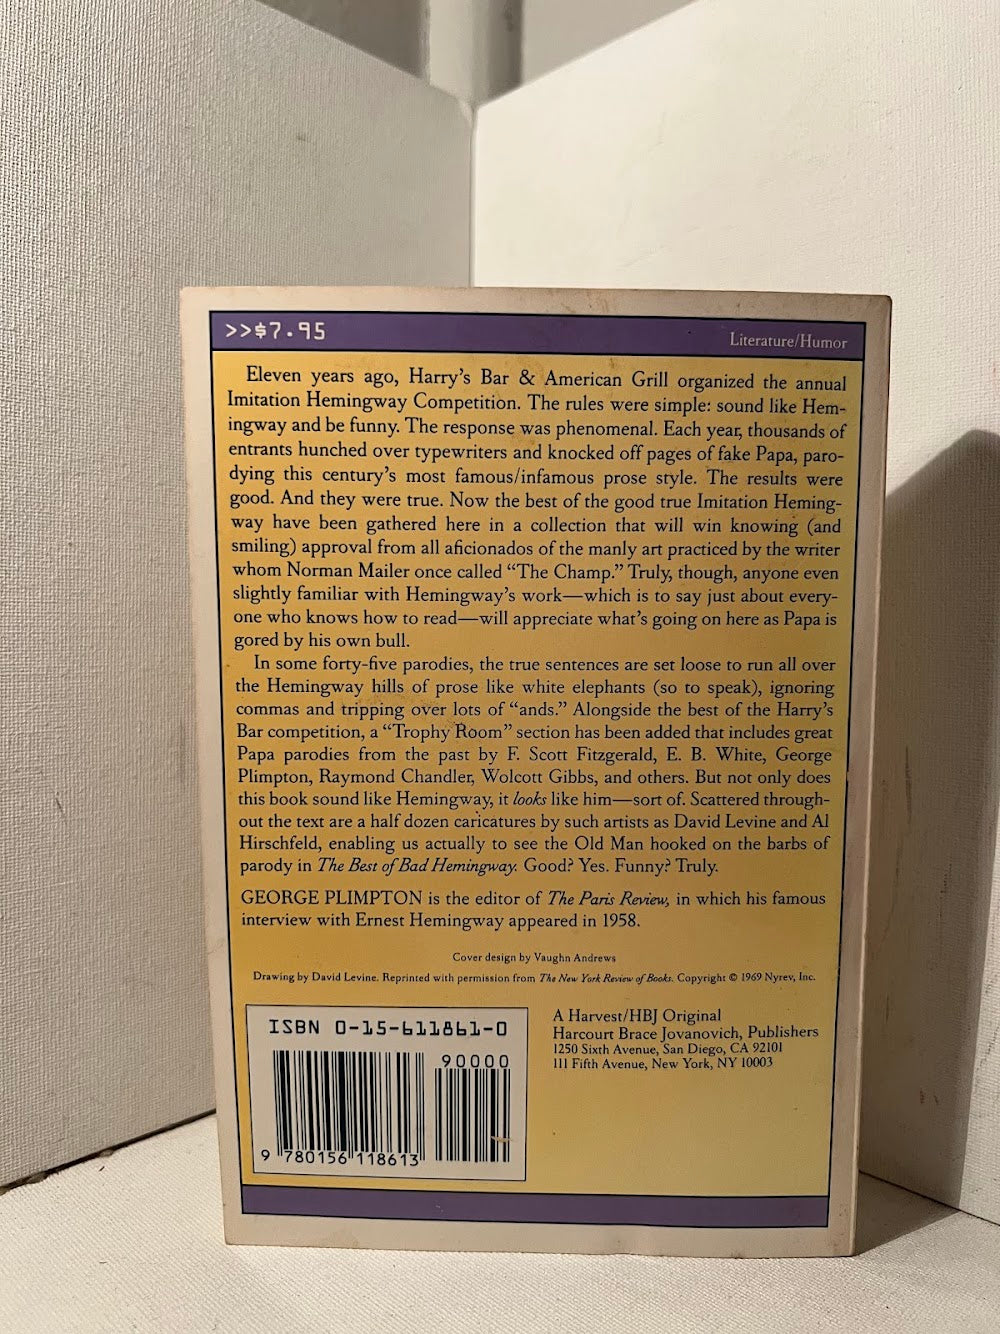 >>$7.95
Literature/Humor
Eleven years ago, Harry's Bar & American Grill organized the annual
Imitation Hemingway Competition. The rules were simple: sound like Hem-
ingway and be funny. The response was phenomenal. Each year, thousands of
entrants hunched over typewriters and knocked off pages of fake Papa, paro-
dying this century's most famous/infamous prose style. The results were
good. And they were true. Now the best of the good true Imitation Heming-
way have been gathered here in a collection that will win knowing (and
smiling) approval from all aficionados of the manly art practiced by the writer
whom Norman Mailer once called "The Champ." Truly, though, anyone even
slightly familiar with Hemingway's work—which is to say just about every-
one who knows how to read—will appreciate what's going on here as Papa is
gored by his own bull.
In some forty-five parodies, the true sentences are set loose to run all over
the Hemingway hills of prose like white elephants (so to speak), ignoring
commas and tripping over lots of "ands." Alongside the best of the Harry's
Bar competition, a "Trophy Room" section has been added that includes great
Papa parodies from the past by F. Scott Fitzgerald, E. B. White, George
Plimpton, Raymond Chandler, Wolcott Gibbs, and others. But not only does
this book sound like Hemingway, it looks like him—sort of. Scattered through-
out the text are a half dozen caricatures by such artists as David Levine and Al
Hirschfeld, enabling us actually to see the Old Man hooked on the barbs of
parody in The Best of Bad Hemingway. Good? Yes. Funny? Truly.
GEORGE PLIMPTON is the editor of The Paris Review, in which his famous
interview with Ernest Hemingway appeared in 1958.
Cover design by Vaughn Andrews
Drawing by David Levine. Reprinted with permission from The New York Review of Books. Copyright © 1969 Nyrev, Inc.
ISBN 0-15-611861-0
90000
9 780156 118613
A Harvest/HBJ Original
Harcourt Brace Jovanovich, Publishers
1250 Sixth Avenue, San Diego, CA 92101
111 Fifth Avenue, New York, NY 10003